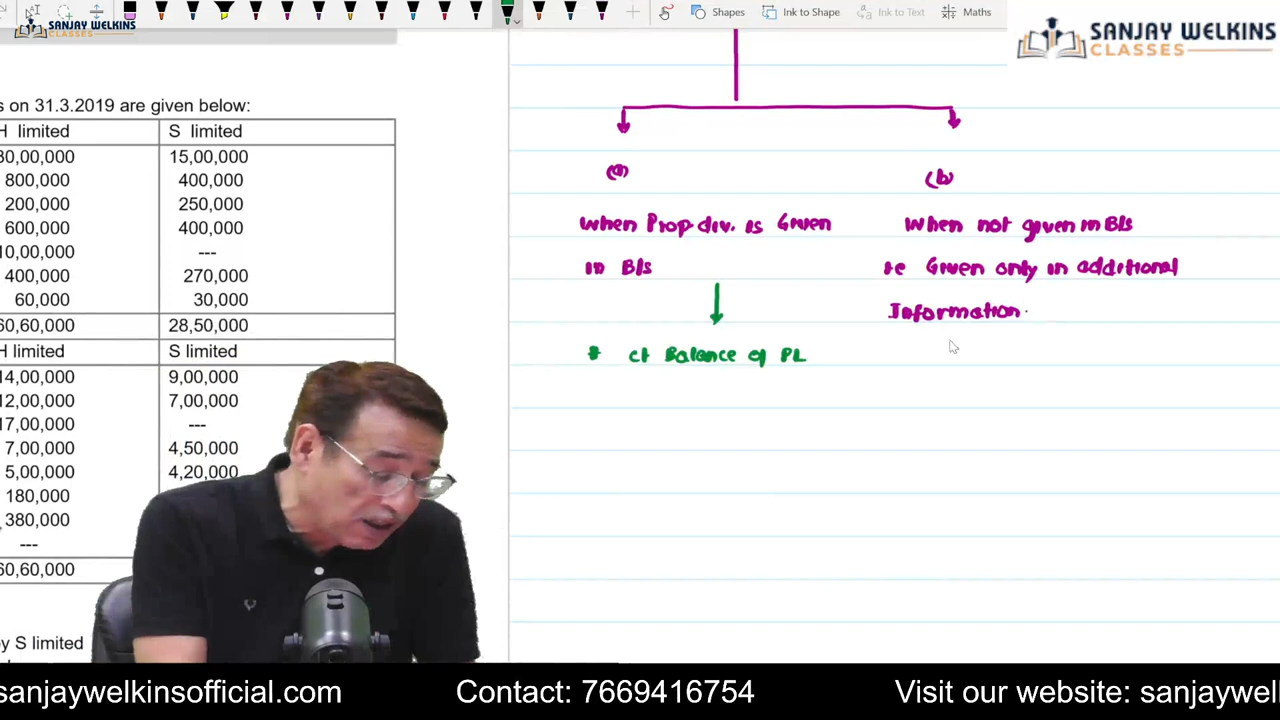 Shapes
Ink to Shape
Ink to Text
Maths
SANJAY WELKINS
CLASSES
SANJAY WELKINS
CLASSES
s on 31.3.2019 are given below:
H limited S limited
30,00,000 15,00,000
800,000 400,000
200,000 250,000
600,000 400,000
10,00,000 ---
400,000 270,000
60,000 30,000
60,60,000 28,50,000
H limited S limited
14,00,000 9,00,000
12,00,000 7,00,000
17,00,000 ---
7,00,000 4,50,000
5,00,000 4,20,000
180,000
,380,000
---
60,60,000
by S limited
(a)
When Prop. div. is Given
in B/s
* Ct Balance of PL
(b)
When not given in B/s
ie Given only in additional
Information.
sanjaywelkinsofficial.com Contact: 7669416754 Visit our website: sanjaywel